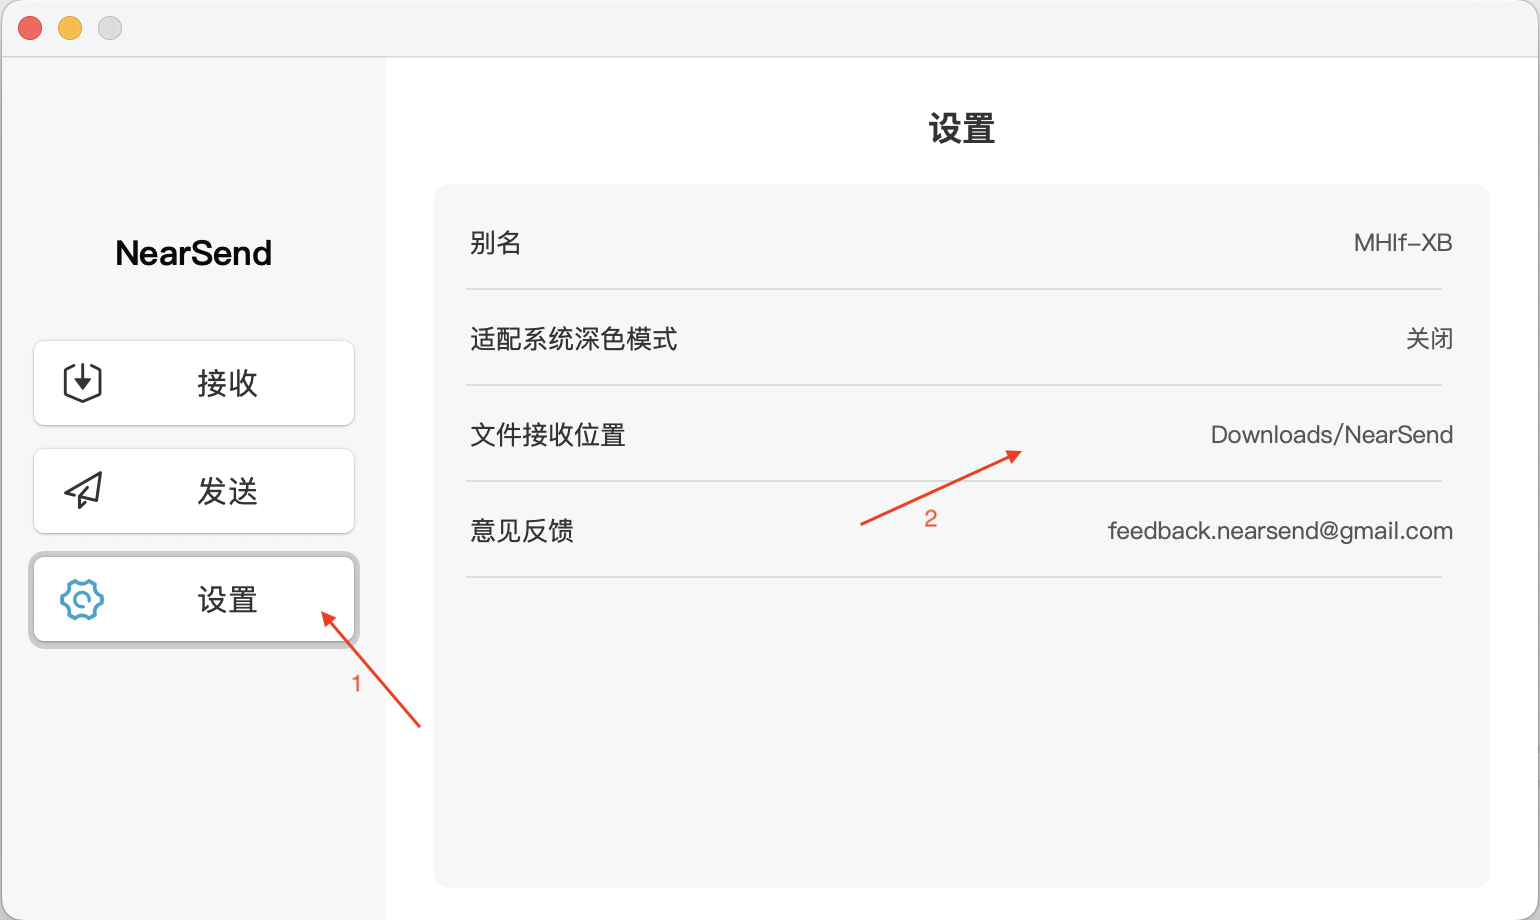 NearSend
接收
发送
设置
1
设置
别名 MHIf-XB
适配系统深色模式 关闭
文件接收位置 Downloads/NearSend
2
意见反馈 feedback.nearsend@gmail.com